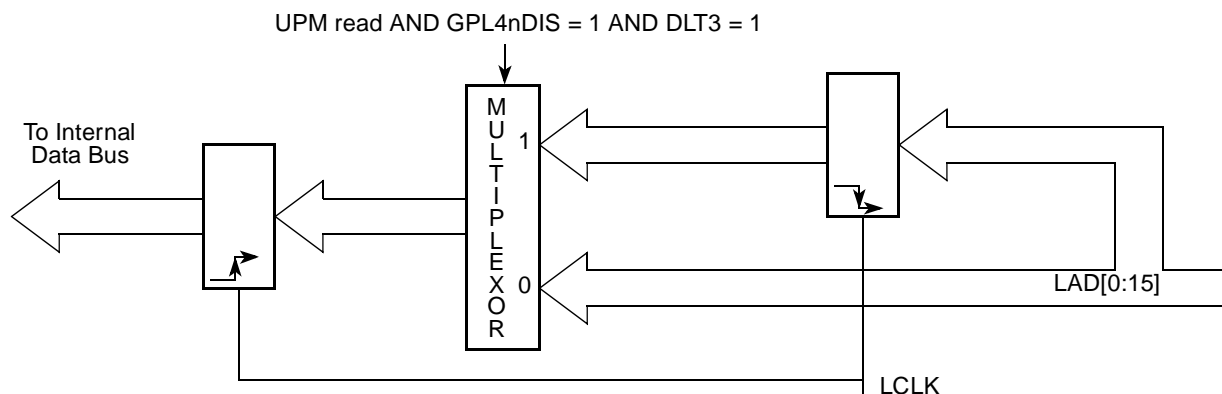 UPM read AND GPL4nDIS = 1 AND DLT3 = 1
To Internal
Data Bus
MULTIPLEXOR
1
0
LAD[0:15]
LCLK